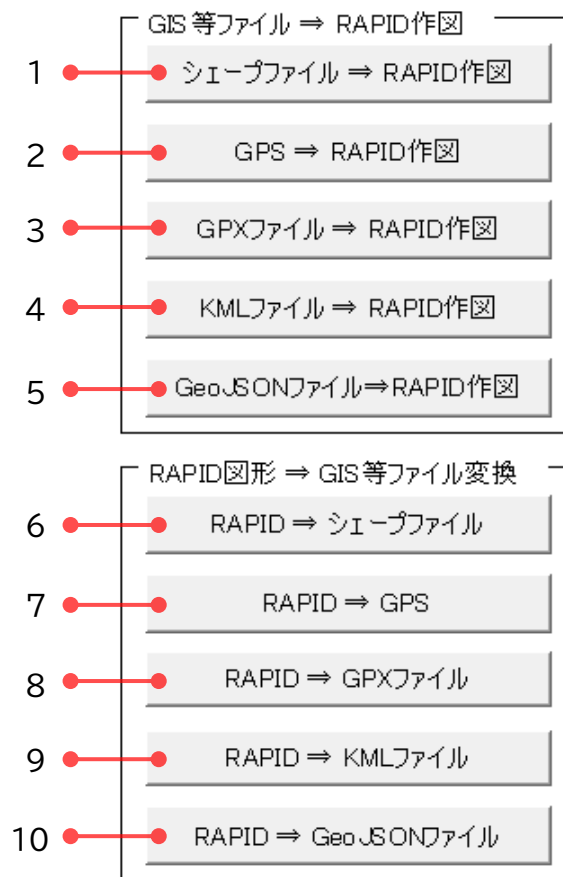 GIS等ファイル ⇒ RAPID作図
1 シェープファイル ⇒ RAPID作図
2 GPS ⇒ RAPID作図
3 GPXファイル ⇒ RAPID作図
4 KMLファイル ⇒ RAPID作図
5 GeoJSONファイル⇒RAPID作図
RAPID図形 ⇒ GIS等ファイル変換
6 RAPID ⇒ シェープファイル
7 RAPID ⇒ GPS
8 RAPID ⇒ GPXファイル
9 RAPID ⇒ KMLファイル
10 RAPID ⇒ GeoJSONファイル